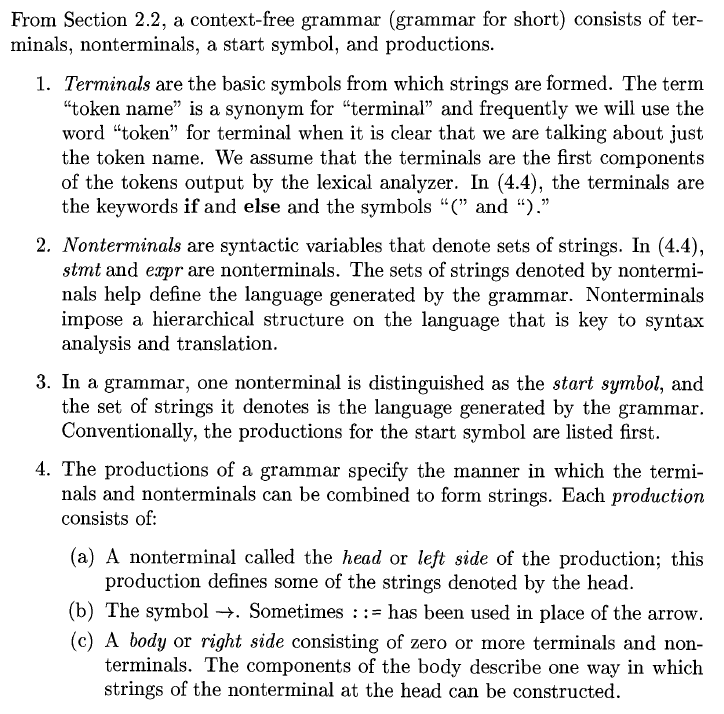 From Section 2.2, a context-free grammar (grammar for short) consists of ter-
minals, nonterminals, a start symbol, and productions.
1. Terminals are the basic symbols from which strings are formed. The term
“token name” is a synonym for “terminal” and frequently we will use the
word “token” for terminal when it is clear that we are talking about just
the token name. We assume that the terminals are the first components
of the tokens output by the lexical analyzer. In (4.4), the terminals are
the keywords if and else and the symbols “(” and “).”
2. Nonterminals are syntactic variables that denote sets of strings. In (4.4),
stmt and expr are nonterminals. The sets of strings denoted by nontermi-
nals help define the language generated by the grammar. Nonterminals
impose a hierarchical structure on the language that is key to syntax
analysis and translation.
3. In a grammar, one nonterminal is distinguished as the start symbol, and
the set of strings it denotes is the language generated by the grammar.
Conventionally, the productions for the start symbol are listed first.
4. The productions of a grammar specify the manner in which the termi-
nals and nonterminals can be combined to form strings. Each production
consists of:
(a) A nonterminal called the head or left side of the production; this
production defines some of the strings denoted by the head.
(b) The symbol →. Sometimes ::= has been used in place of the arrow.
(c) A body or right side consisting of zero or more terminals and non-
terminals. The components of the body describe one way in which
strings of the nonterminal at the head can be constructed.